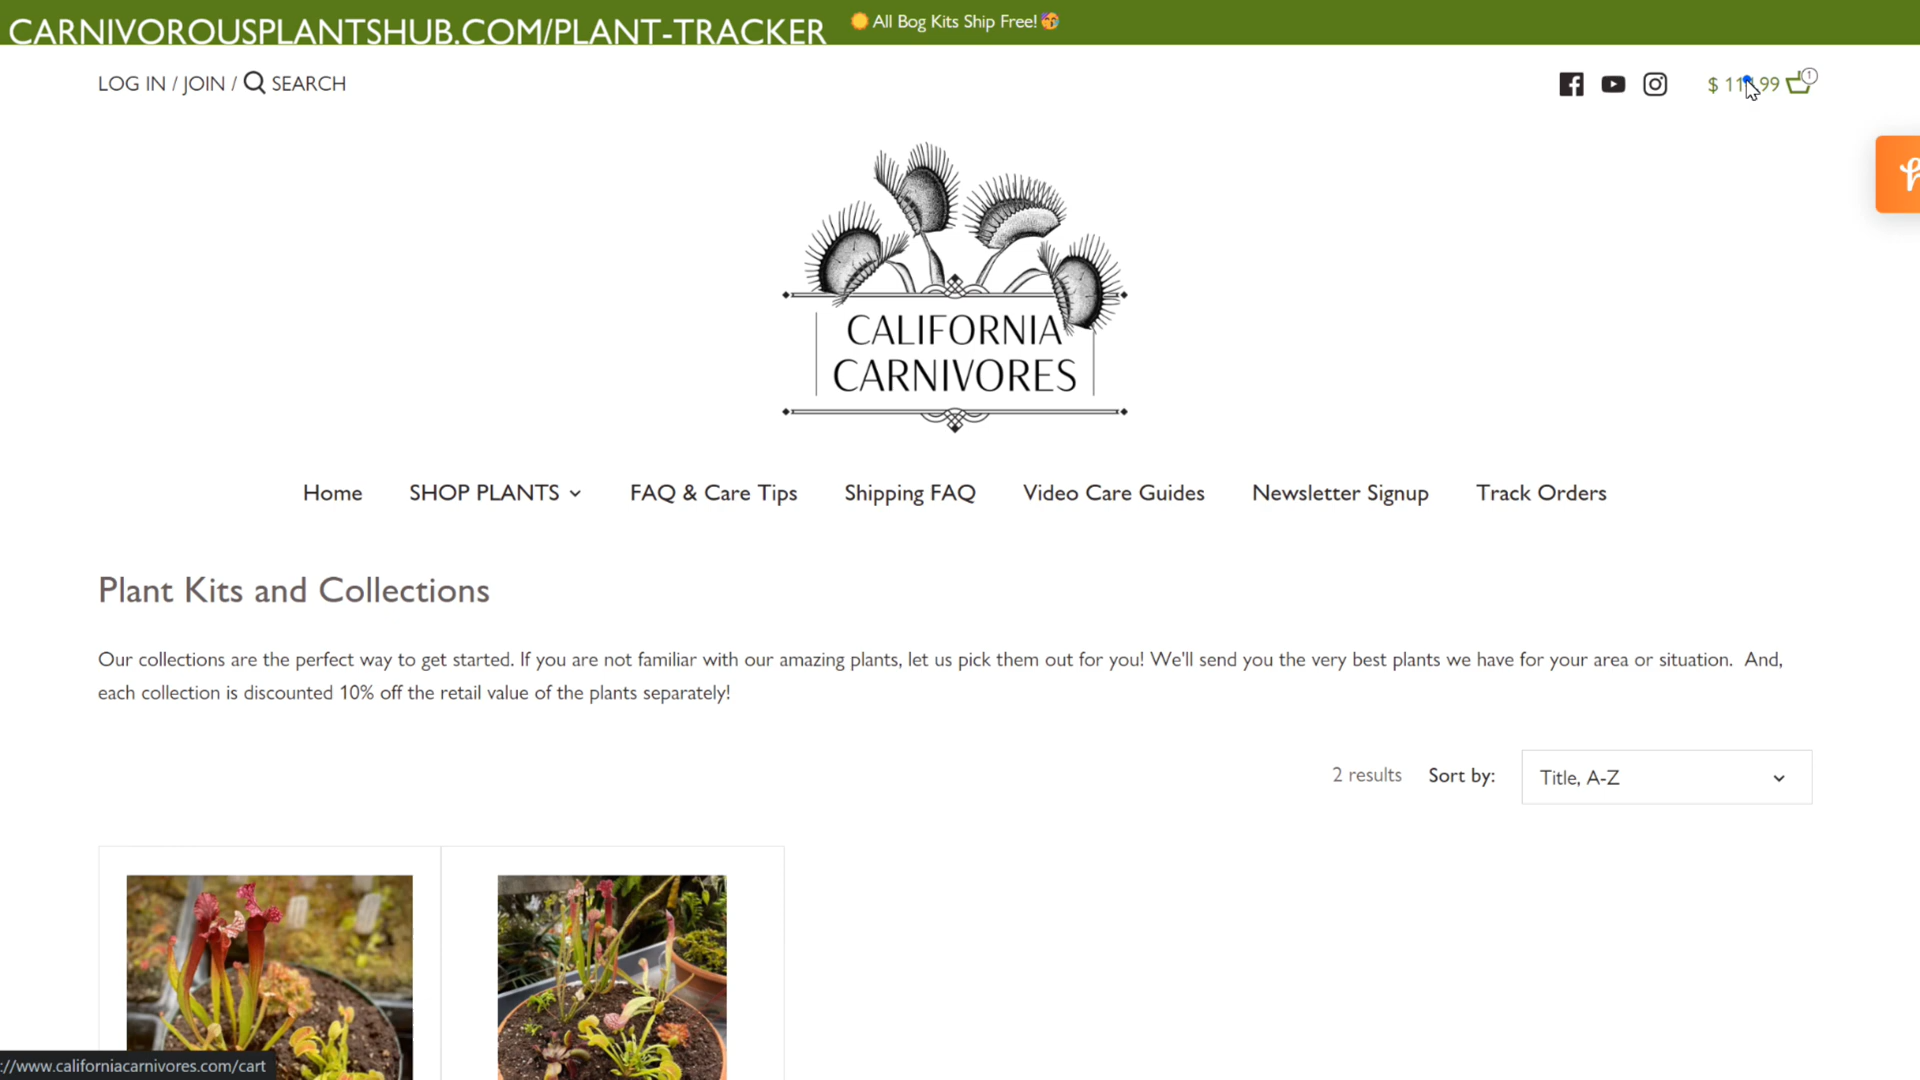 CARNIVOROUSPLANTSHUB.COM/PLANT-TRACKER
All Bog Kits Ship Free!
LOG IN / JOIN / SEARCH
1
CALIFORNIA
CARNIVORES
Home SHOP PLANTS FAQ & Care Tips Shipping FAQ Video Care Guides Newsletter Signup Track Orders
Plant Kits and Collections
Our collections are the perfect way to get started. If you are not familiar with our amazing plants, let us pick them out for you! We'll send you the very best plants we have for your area or situation. And,
each collection is discounted 10% off the retail value of the plants separately!
2 results Sort by: Title, A-Z
://www.californiacarnivores.com/cart